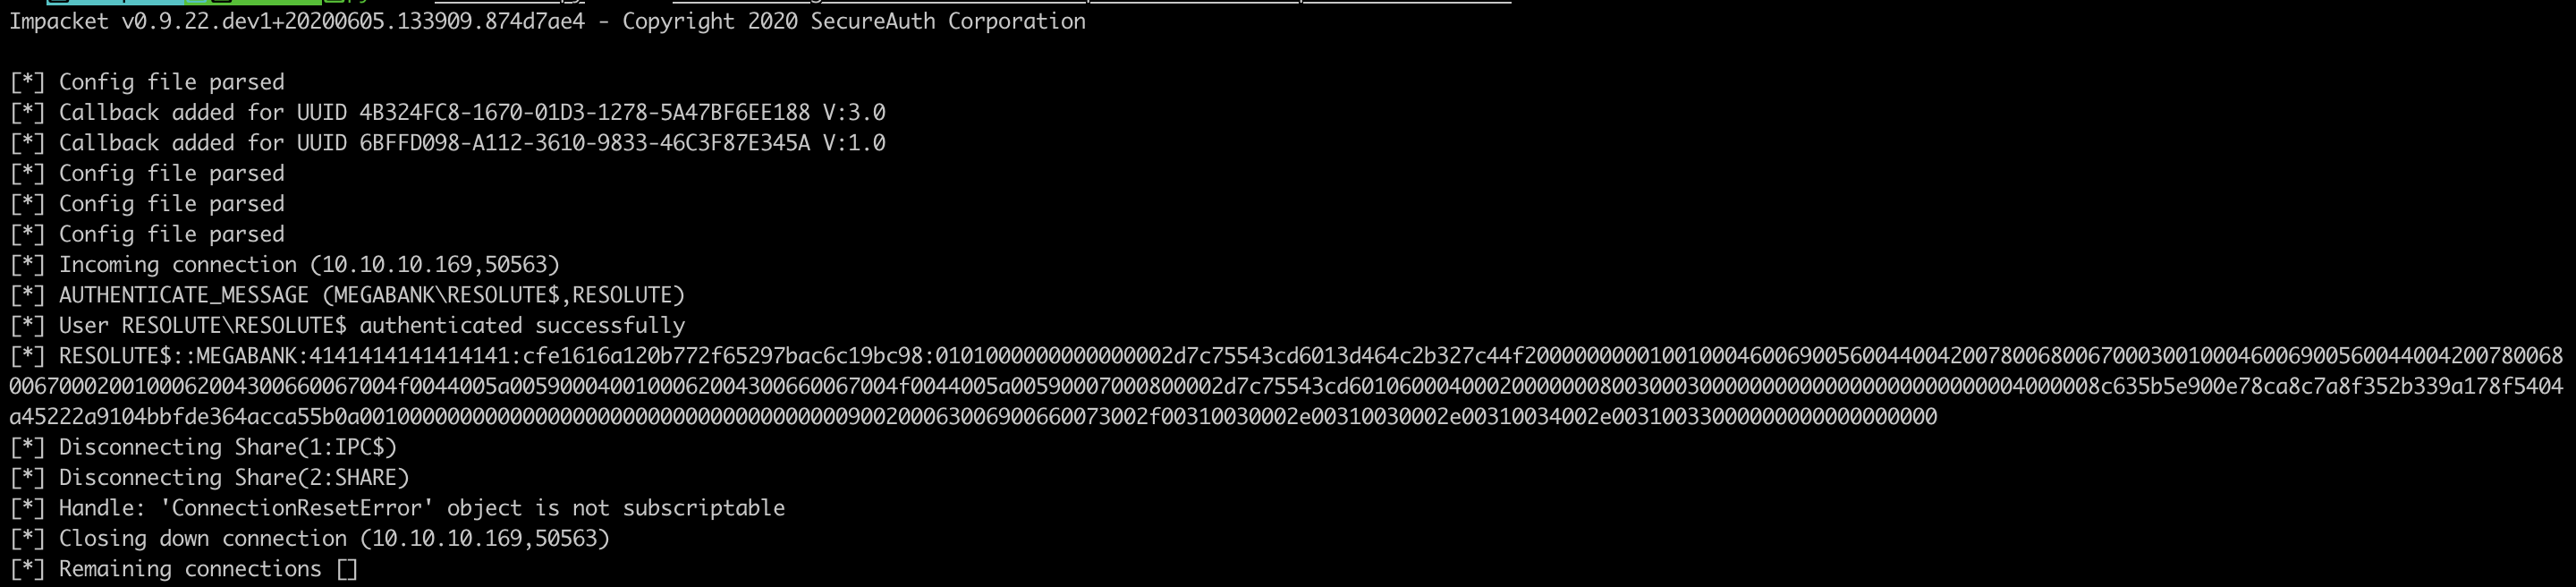 Impacket v0.9.22.dev1+20200605.133909.874d7ae4 - Copyright 2020 SecureAuth Corporation
[*] Config file parsed
[*] Callback added for UUID 4B324FC8-1670-01D3-1278-5A47BF6EE188 V:3.0
[*] Callback added for UUID 6BFFD098-A112-3610-9833-46C3F87E345A V:1.0
[*] Config file parsed
[*] Config file parsed
[*] Config file parsed
[*] Incoming connection (10.10.10.169,50563)
[*] AUTHENTICATE_MESSAGE (MEGABANK\RESOLUTE$,RESOLUTE)
[*] User RESOLUTE\RESOLUTE$ authenticated successfully
[*] RESOLUTE$::MEGABANK:4141414141414141:cfe1616a120b772f65297bac6c19bc98:0101000000000000002d7c75543cd6013d464c2b327c44f20000000001001000460069005600440042007800680067000300100046006900560044004200780068
0067000200100062004300660067004f0044005a0059000400100062004300660067004f0044005a00590007000800002d7c75543cd601060004000200000008003000300000000000000000000000004000008c635b5e900e78ca8c7a8f352b339a178f5404
a45222a9104bbfde364acca55b0a001000000000000000000000000000000000000900200063006900660073002f00310030002e00310030002e00310034002e00310033000000000000000000
[*] Disconnecting Share(1:IPC$)
[*] Disconnecting Share(2:SHARE)
[*] Handle: 'ConnectionResetError' object is not subscriptable
[*] Closing down connection (10.10.10.169,50563)
[*] Remaining connections []